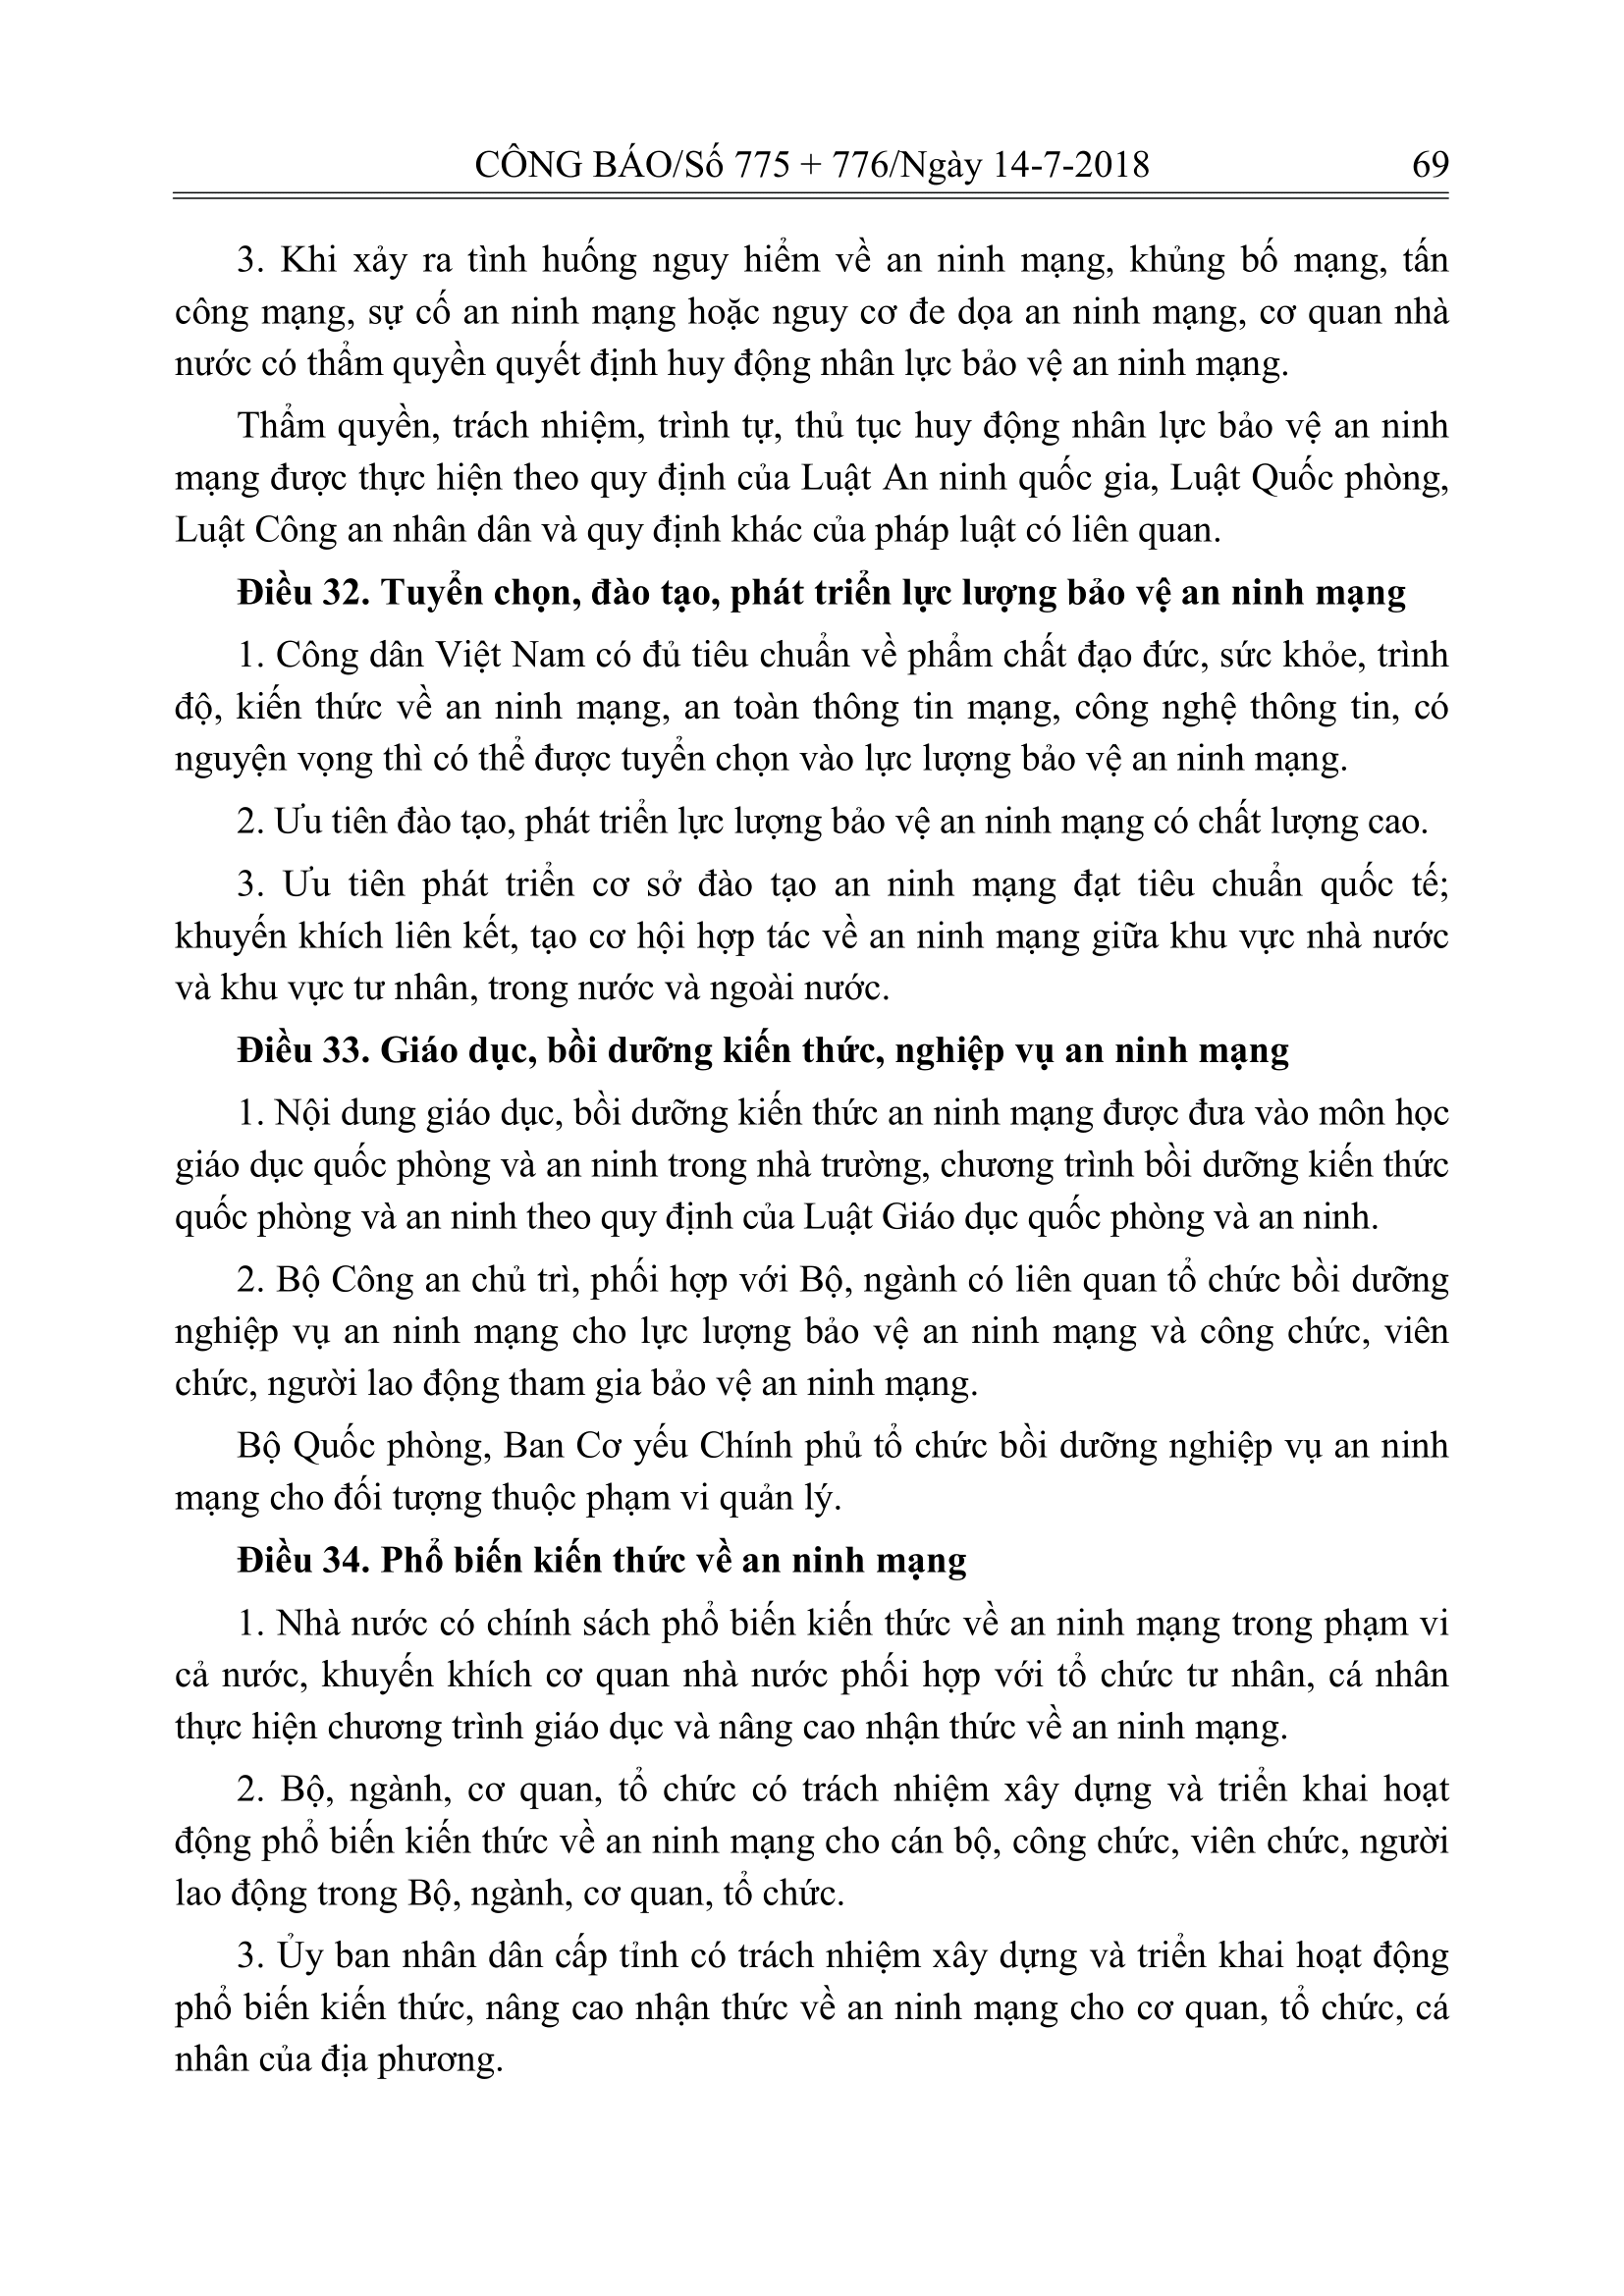 CÔNG BÁO/Số 775 + 776/Ngày 14-7-2018 69
3. Khi xảy ra tình huống nguy hiểm về an ninh mạng, khủng bố mạng, tấn
công mạng, sự cố an ninh mạng hoặc nguy cơ đe dọa an ninh mạng, cơ quan nhà
nước có thẩm quyền quyết định huy động nhân lực bảo vệ an ninh mạng.
Thẩm quyền, trách nhiệm, trình tự, thủ tục huy động nhân lực bảo vệ an ninh
mạng được thực hiện theo quy định của Luật An ninh quốc gia, Luật Quốc phòng,
Luật Công an nhân dân và quy định khác của pháp luật có liên quan.
Điều 32. Tuyển chọn, đào tạo, phát triển lực lượng bảo vệ an ninh mạng
1. Công dân Việt Nam có đủ tiêu chuẩn về phẩm chất đạo đức, sức khỏe, trình
độ, kiến thức về an ninh mạng, an toàn thông tin mạng, công nghệ thông tin, có
nguyện vọng thì có thể được tuyển chọn vào lực lượng bảo vệ an ninh mạng.
2. Ưu tiên đào tạo, phát triển lực lượng bảo vệ an ninh mạng có chất lượng cao.
3. Ưu tiên phát triển cơ sở đào tạo an ninh mạng đạt tiêu chuẩn quốc tế;
khuyến khích liên kết, tạo cơ hội hợp tác về an ninh mạng giữa khu vực nhà nước
và khu vực tư nhân, trong nước và ngoài nước.
Điều 33. Giáo dục, bồi dưỡng kiến thức, nghiệp vụ an ninh mạng
1. Nội dung giáo dục, bồi dưỡng kiến thức an ninh mạng được đưa vào môn học
giáo dục quốc phòng và an ninh trong nhà trường, chương trình bồi dưỡng kiến thức
quốc phòng và an ninh theo quy định của Luật Giáo dục quốc phòng và an ninh.
2. Bộ Công an chủ trì, phối hợp với Bộ, ngành có liên quan tổ chức bồi dưỡng
nghiệp vụ an ninh mạng cho lực lượng bảo vệ an ninh mạng và công chức, viên
chức, người lao động tham gia bảo vệ an ninh mạng.
Bộ Quốc phòng, Ban Cơ yếu Chính phủ tổ chức bồi dưỡng nghiệp vụ an ninh
mạng cho đối tượng thuộc phạm vi quản lý.
Điều 34. Phổ biến kiến thức về an ninh mạng
1. Nhà nước có chính sách phổ biến kiến thức về an ninh mạng trong phạm vi
cả nước, khuyến khích cơ quan nhà nước phối hợp với tổ chức tư nhân, cá nhân
thực hiện chương trình giáo dục và nâng cao nhận thức về an ninh mạng.
2. Bộ, ngành, cơ quan, tổ chức có trách nhiệm xây dựng và triển khai hoạt
động phổ biến kiến thức về an ninh mạng cho cán bộ, công chức, viên chức, người
lao động trong Bộ, ngành, cơ quan, tổ chức.
3. Ủy ban nhân dân cấp tỉnh có trách nhiệm xây dựng và triển khai hoạt động
phổ biến kiến thức, nâng cao nhận thức về an ninh mạng cho cơ quan, tổ chức, cá
nhân của địa phương.